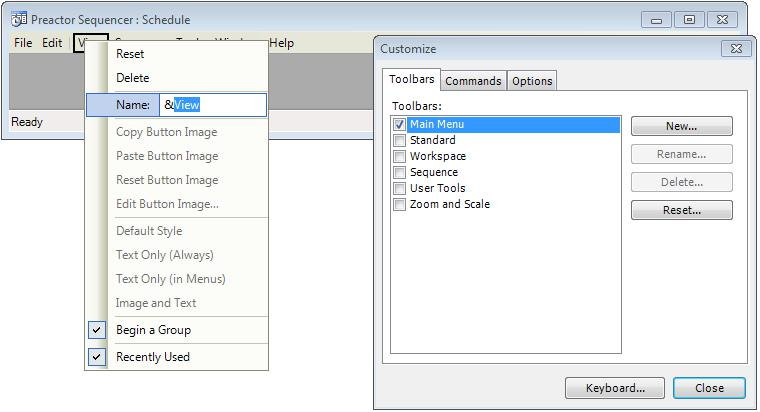 Preactor Sequencer : Schedule
File Edit
Help
Ready
Reset
Delete
Name: &View
Copy Button Image
Paste Button Image
Reset Button Image
Edit Button Image...
Default Style
Text Only (Always)
Text Only (in Menus)
Image and Text
Begin a Group
Recently Used
Customize
Toolbars Commands Options
Toolbars:
Main Menu
Standard
Workspace
Sequence
User Tools
Zoom and Scale
New...
Rename...
Delete...
Reset...
Keyboard... Close